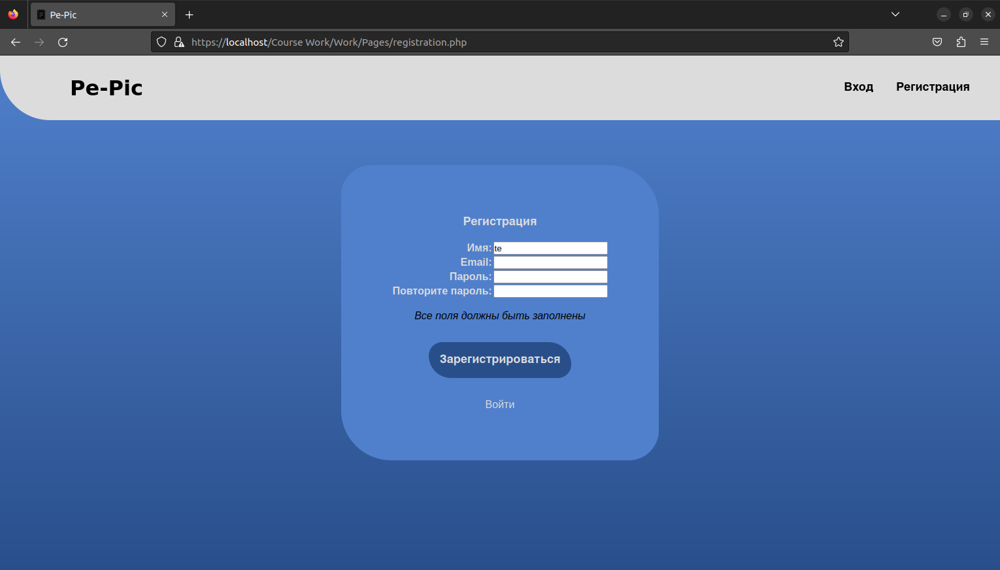 Pe-Pic
https://localhost/Course Work/Work/Pages/registration.php
Pe-Pic
Вход
Регистрация
Регистрация
Имя: te
Email:
Пароль:
Повторите пароль:
Все поля должны быть заполнены
Зарегистрироваться
Войти